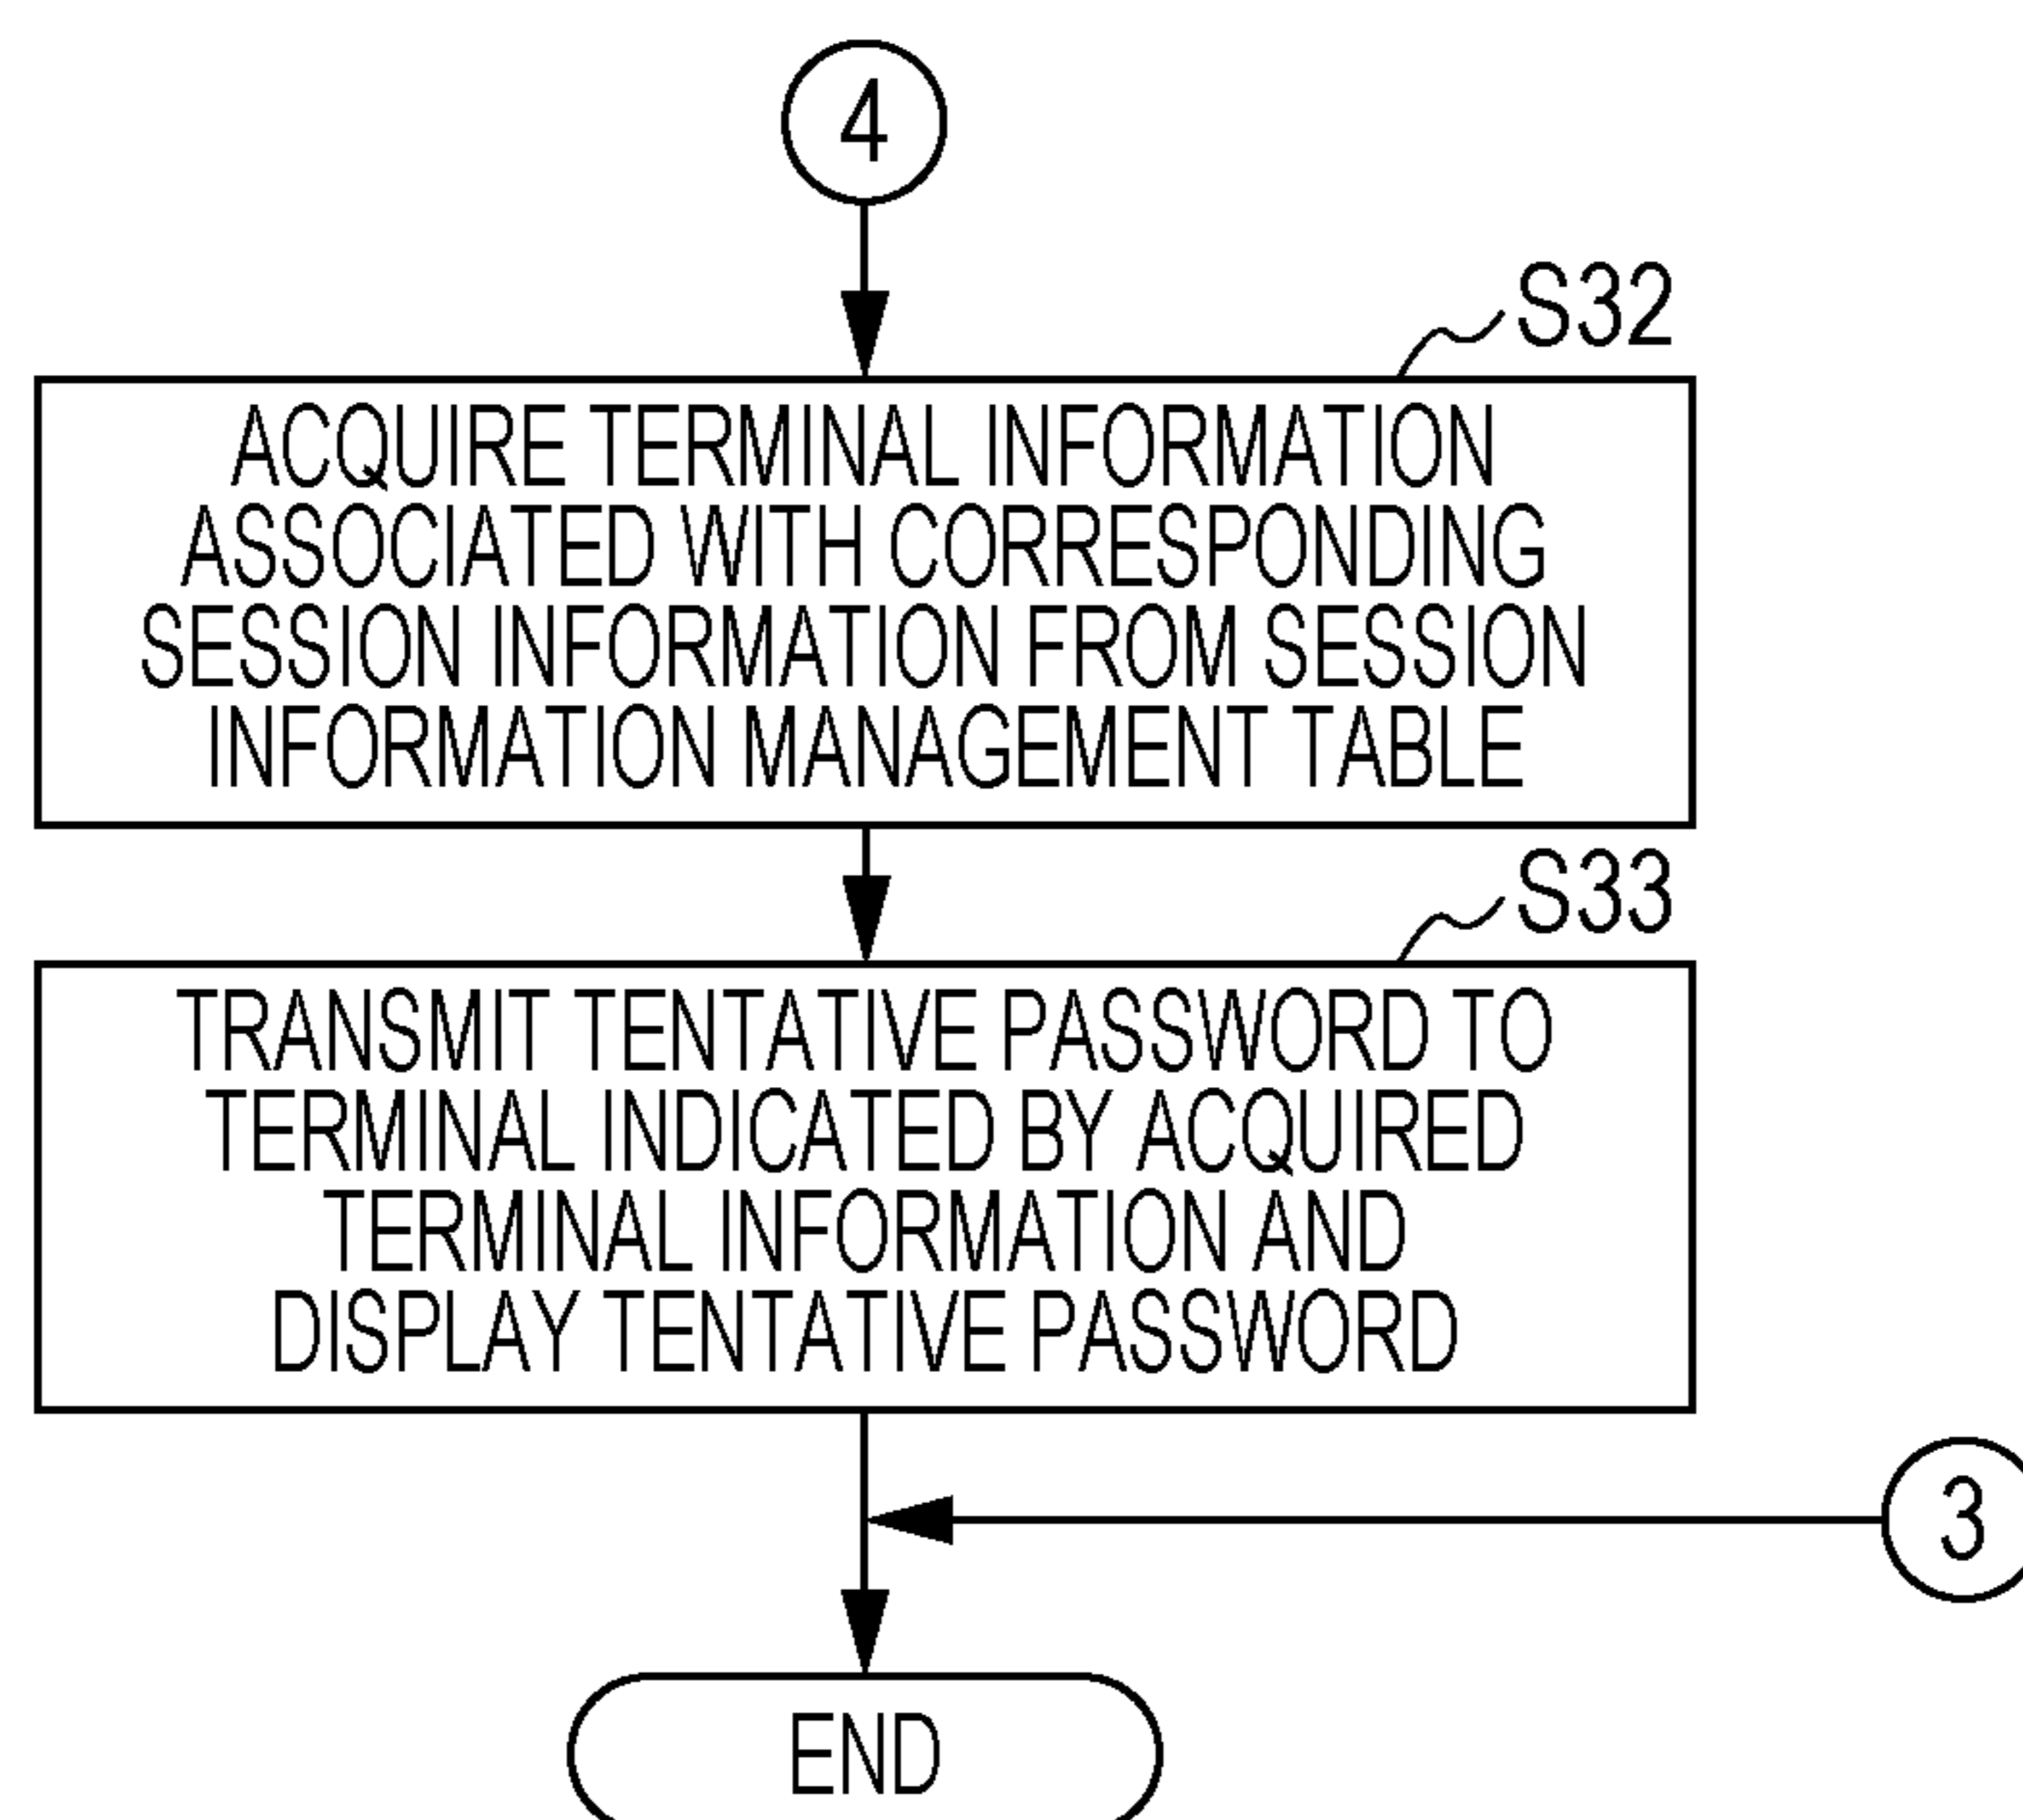 4
S32
ACQUIRE TERMINAL INFORMATION
ASSOCIATED WITH CORRESPONDING
SESSION INFORMATION FROM SESSION
INFORMATION MANAGEMENT TABLE
S33
TRANSMIT TENTATIVE PASSWORD TO
TERMINAL INDICATED BY ACQUIRED
TERMINAL INFORMATION AND
DISPLAY TENTATIVE PASSWORD
3
END